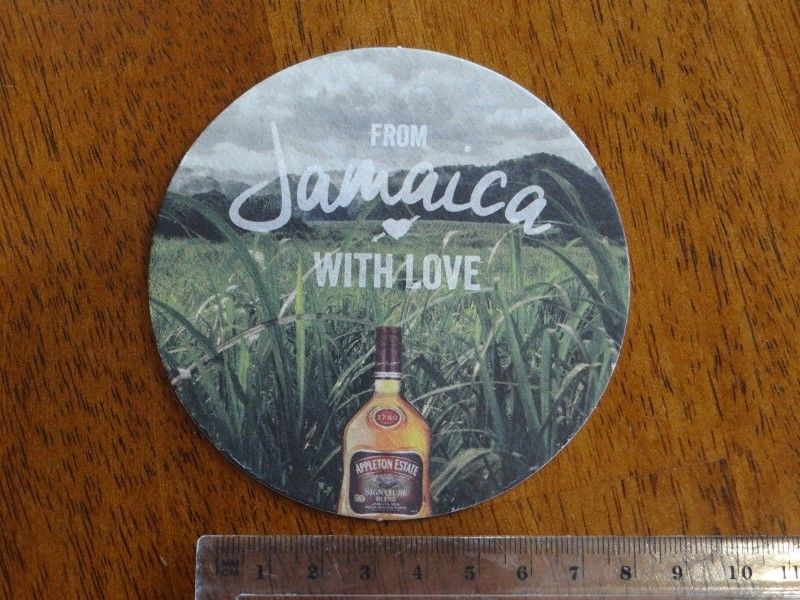 FROM
Jamaica
WITH LOVE
1749
APPLETON ESTATE
SIGNATURE
BLEND
MM
CM 1 2 3 4 5 6 7 8 9 10 11